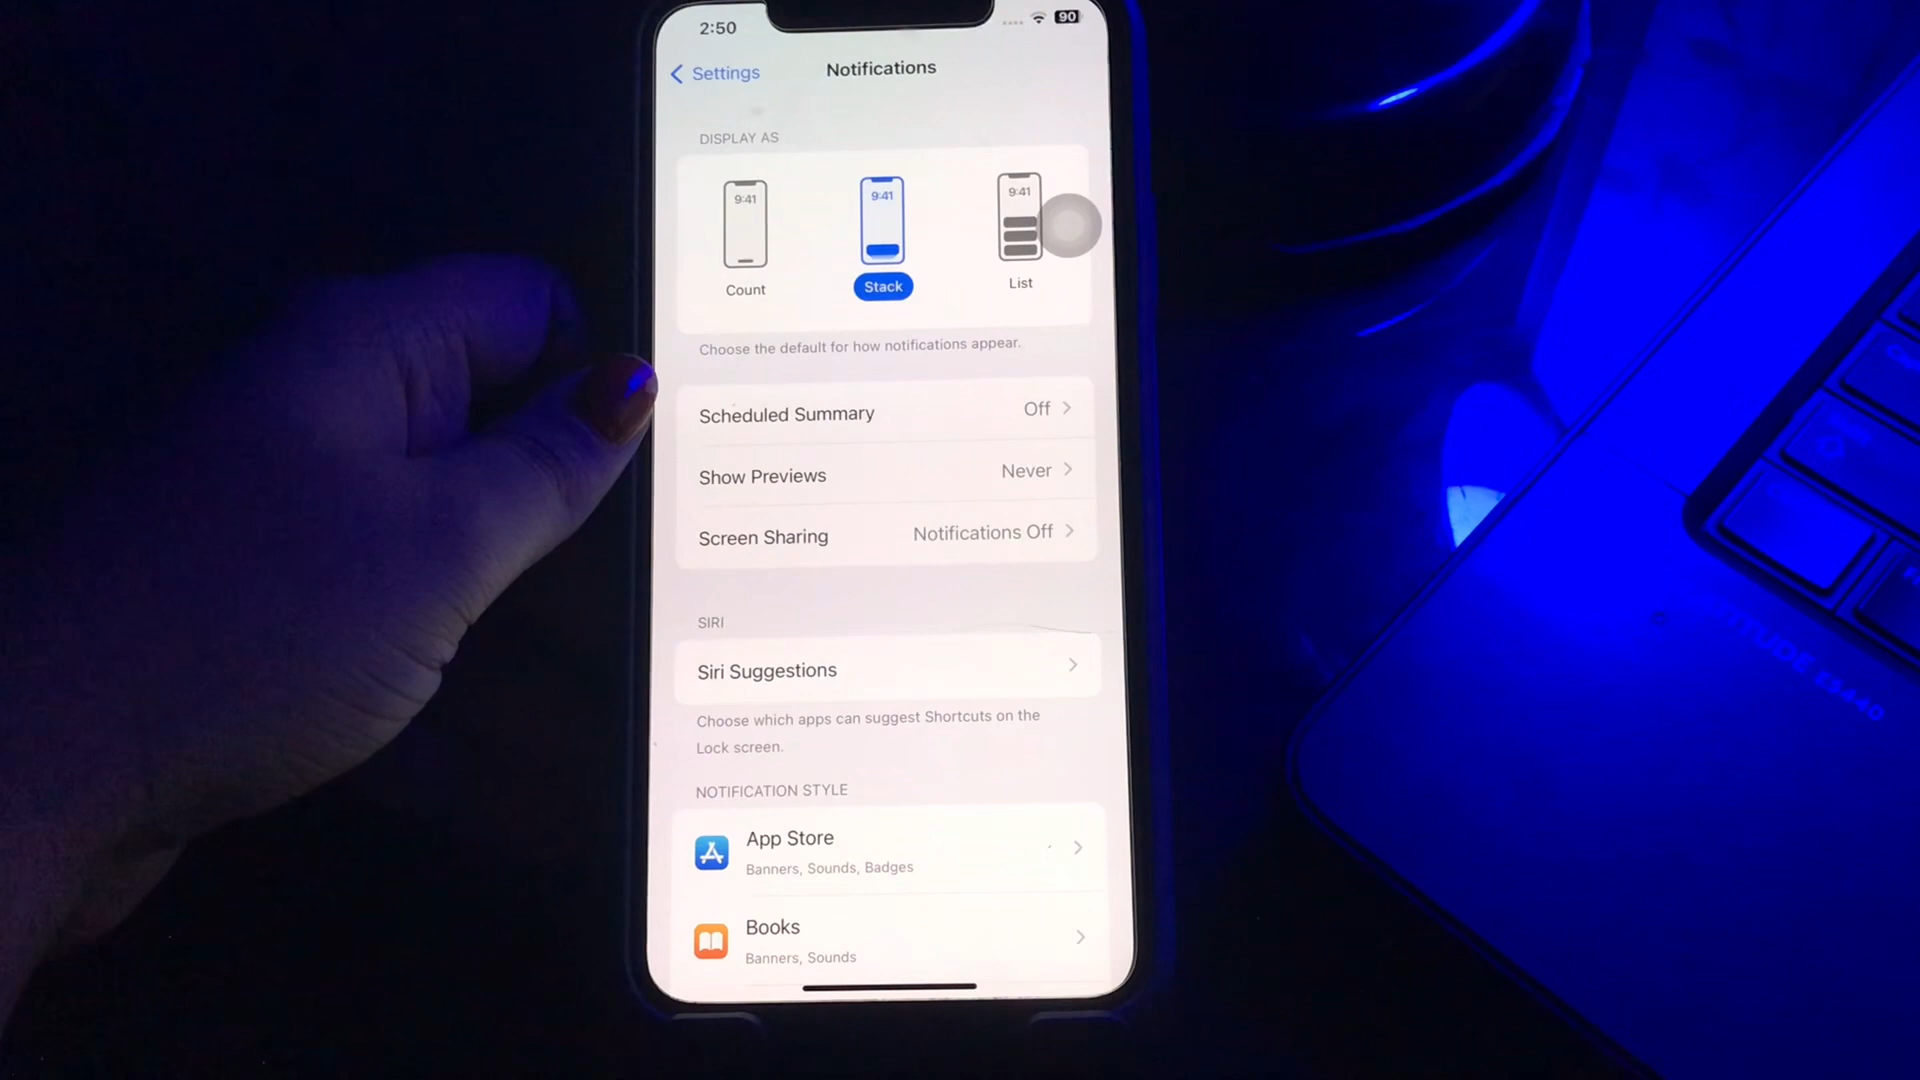 2:50
90
Settings
Notifications
DISPLAY AS
9:41
9:41
9:41
Count
Stack
List
Choose the default for how notifications appear.
Scheduled Summary
Off
Show Previews
Never
Screen Sharing
Notifications Off
SIRI
Siri Suggestions
Choose which apps can suggest Shortcuts on the
Lock screen.
NOTIFICATION STYLE
App Store
Banners, Sounds, Badges
Books
Banners, Sounds